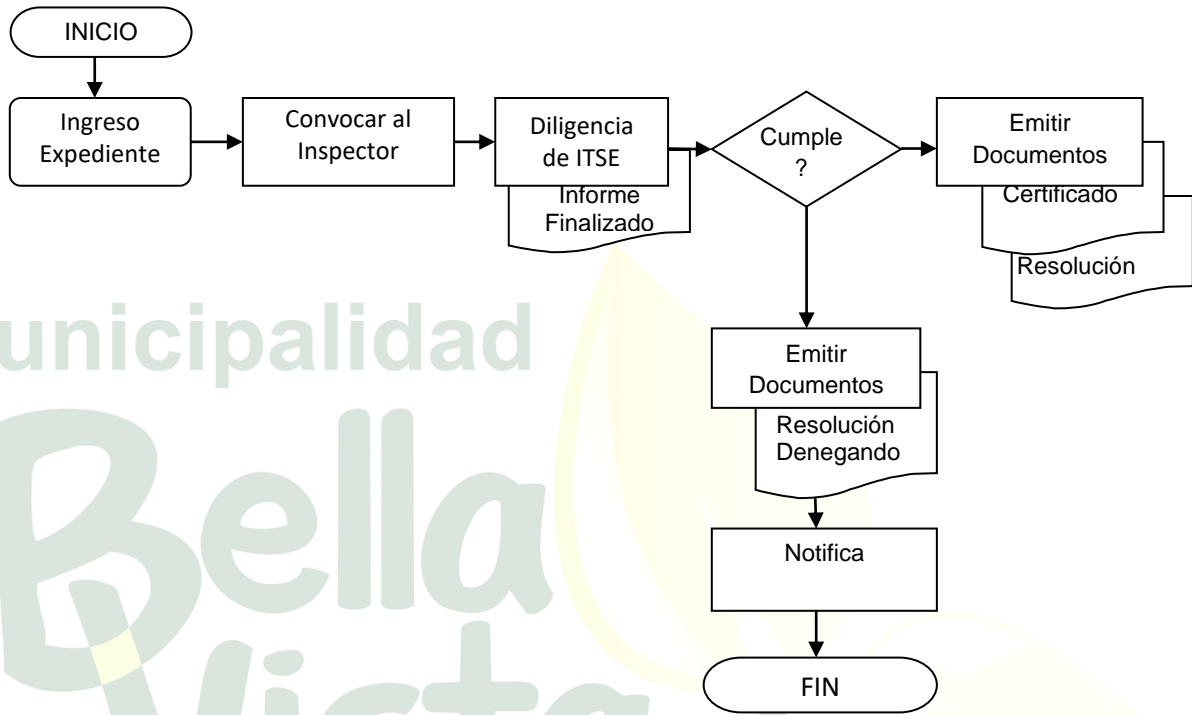 INICIO
Ingreso
Expediente
Convocar al
Inspector
Diligencia
de ITSE
Informe
Finalizado
Cumple
?
Emitir
Documentos
Certificado
Resolución
Emitir
Documentos
Resolución
Denegando
Notifica
FIN
unicipalidad
Bella
Vista